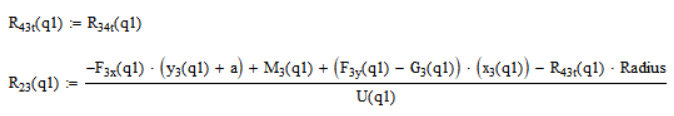 R43t(q1) := R34t(q1)
R23(q1) := (−F3x(q1) · (y3(q1) + a) + M3(q1) + (F3y(q1) − G3(q1)) · (x3(q1)) − R43t(q1) · Radius) / U(q1)